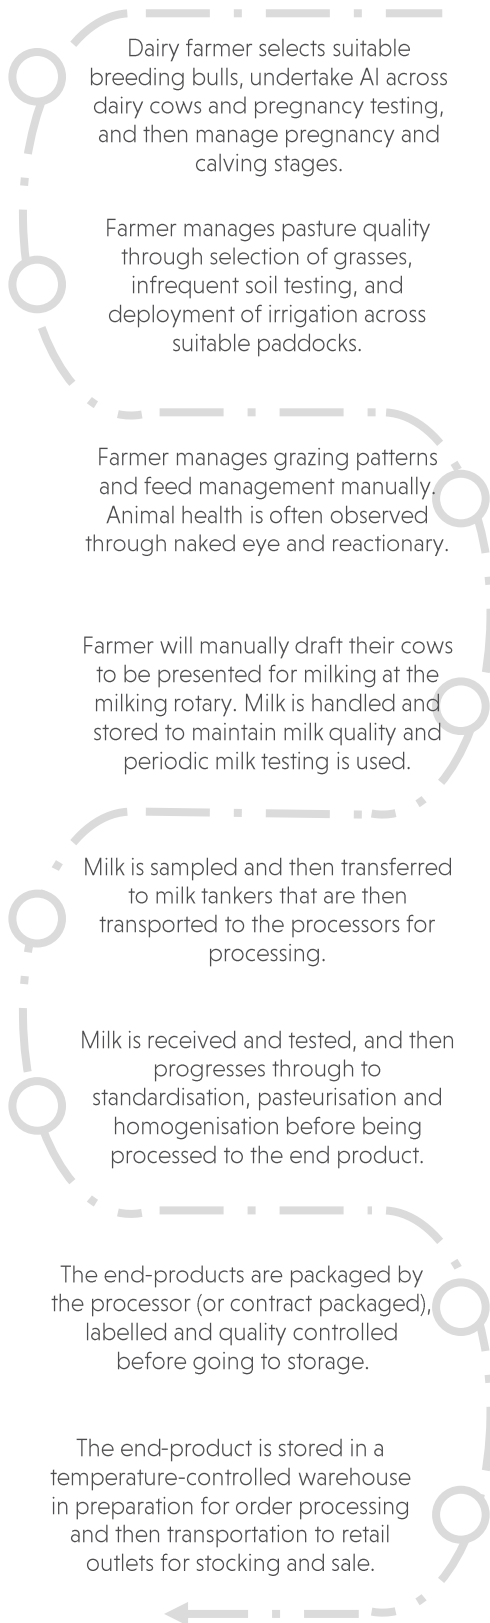 Dairy farmer selects suitable
breeding bulls, undertake AI across
dairy cows and pregnancy testing,
and then manage pregnancy and
calving stages.
Farmer manages pasture quality
through selection of grasses,
infrequent soil testing, and
deployment of irrigation across
suitable paddocks.
Farmer manages grazing patterns
and feed management manually.
Animal health is often observed
through naked eye and reactionary.
Farmer will manually draft their cows
to be presented for milking at the
milking rotary. Milk is handled and
stored to maintain milk quality and
periodic milk testing is used.
Milk is sampled and then transferred
to milk tankers that are then
transported to the processors for
processing.
Milk is received and tested, and then
progresses through to
standardisation, pasteurisation and
homogenisation before being
processed to the end product.
The end-products are packaged by
the processor (or contract packaged),
labelled and quality controlled
before going to storage.
The end-product is stored in a
temperature-controlled warehouse
in preparation for order processing
and then transportation to retail
outlets for stocking and sale.